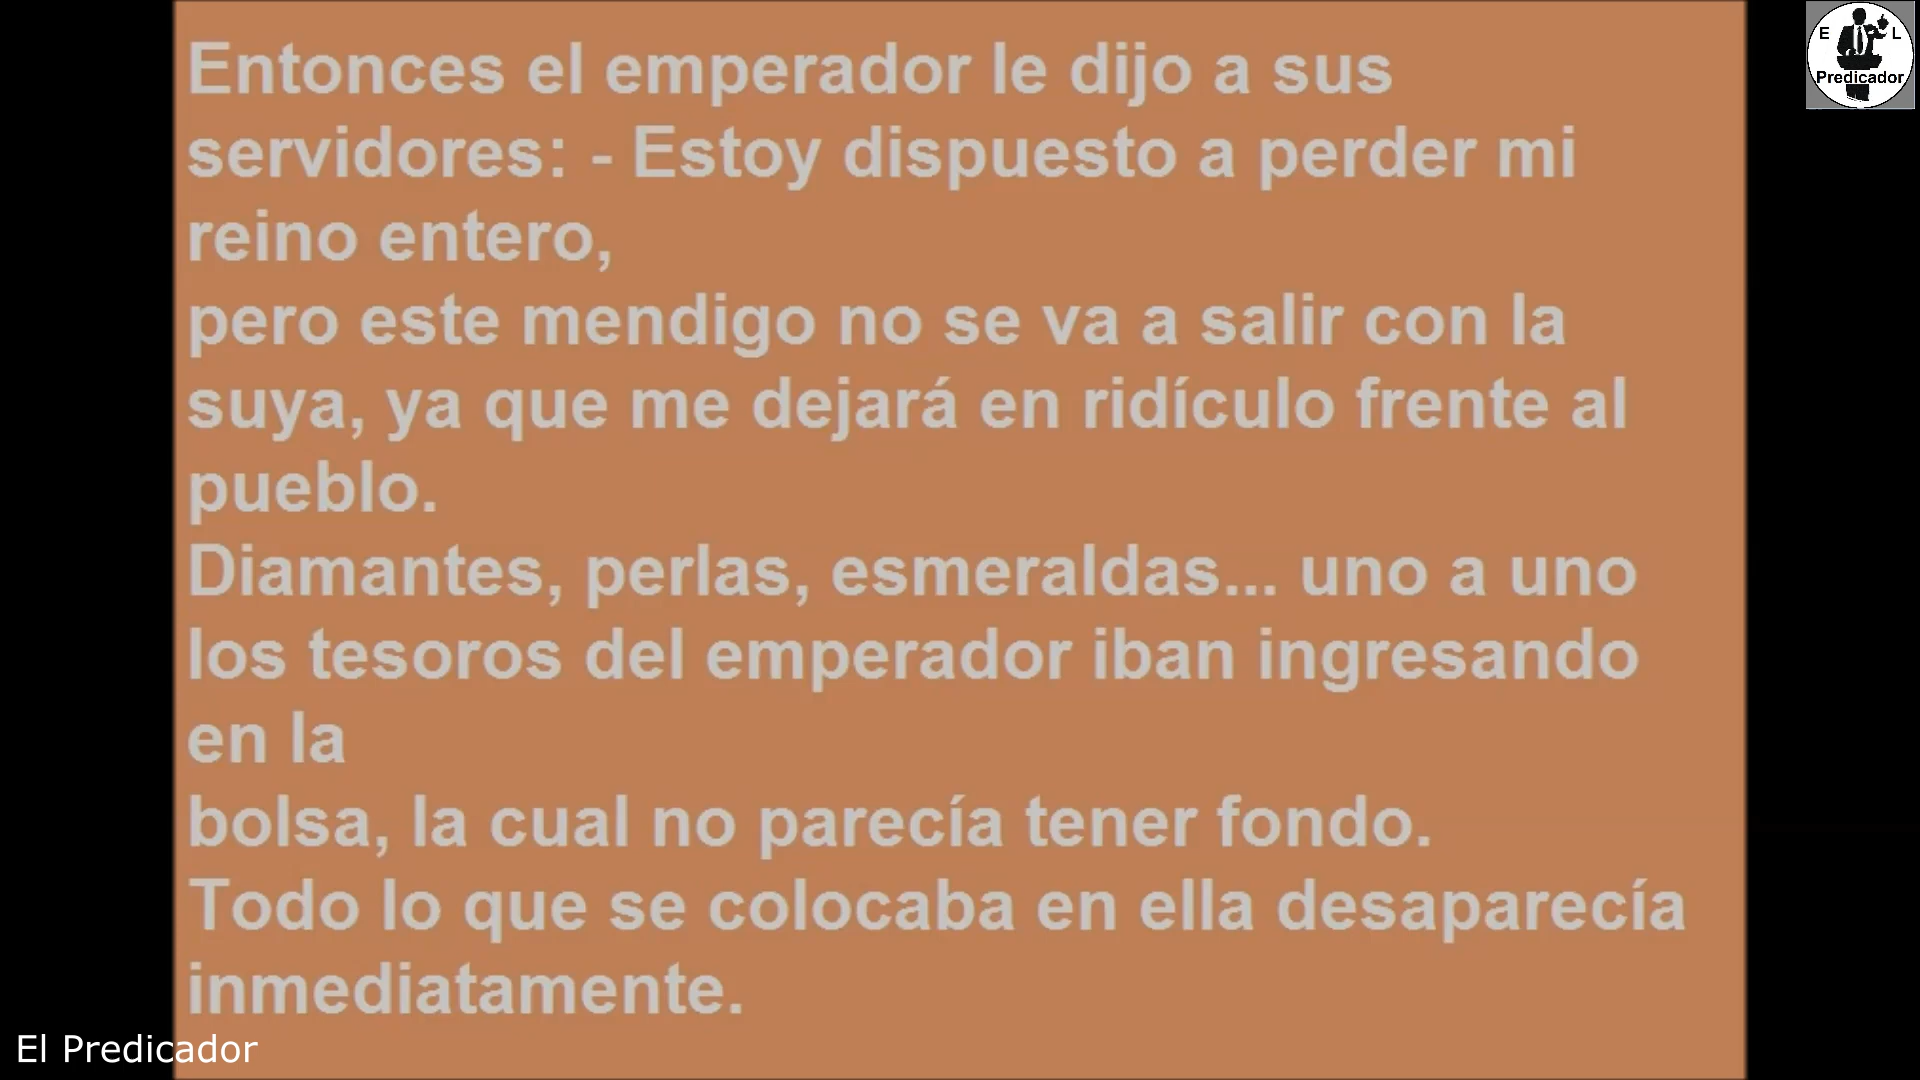 Entonces el emperador le dijo a sus
servidores: - Estoy dispuesto a perder mi
reino entero,
pero este mendigo no se va a salir con la
suya, ya que me dejará en ridículo frente al
pueblo.
Diamantes, perlas, esmeraldas... uno a uno
los tesoros del emperador iban ingresando
en la
bolsa, la cual no parecía tener fondo.
Todo lo que se colocaba en ella desaparecía
inmediatamente.
El Predicador
E L
Predicador